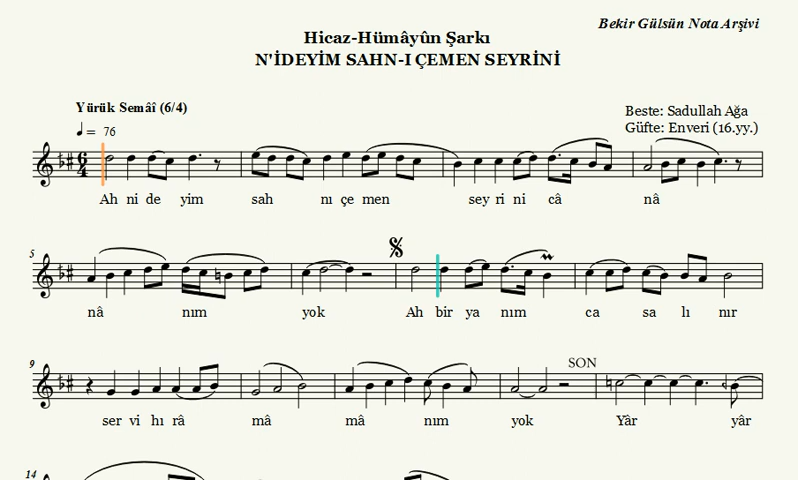 Bekir Gülsün Nota Arşivi
Hicaz-Hümâyûn Şarkı
N'İDEYİM SAHN-I ÇEMEN SEYRİNİ
Yürük Semâî (6/4)
Beste: Sadullah Ağa
= 76
Güfte: Enveri (16.yy.)
6
4
Ah ni de yim sah nı çe men sey ri ni câ nâ
5
nâ nım yok Ah bir ya nım ca sa lı nır
9
SON
ser vi hı râ mâ mâ nım yok Yâr yâr
14